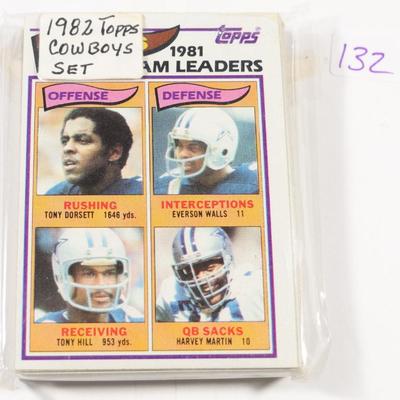 1982 Topps
COWBOYS
SET
1981
Topps
AM LEADERS
132
OFFENSE
DEFENSE
RUSHING
TONY DORSETT 1646 yds.
INTERCEPTIONS
EVERSON WALLS 11
RECEIVING
TONY HILL 953 yds.
QB SACKS
HARVEY MARTIN 10